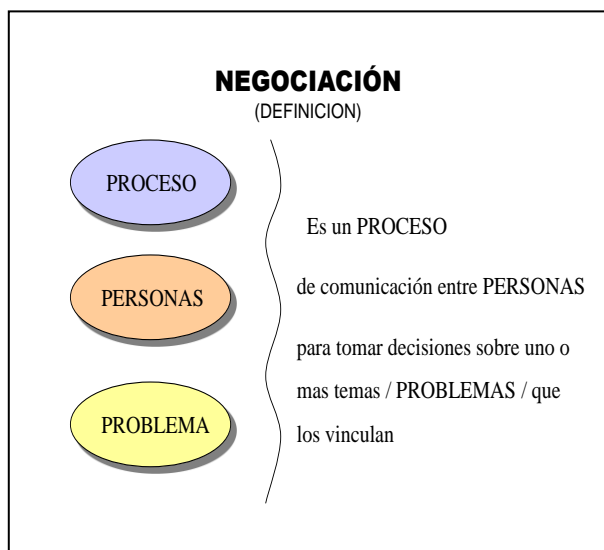 NEGOCIACIÓN
(DEFINICION)
PROCESO
PERSONAS
PROBLEMA
Es un PROCESO
de comunicación entre PERSONAS
para tomar decisiones sobre uno o
mas temas / PROBLEMAS / que
los vinculan